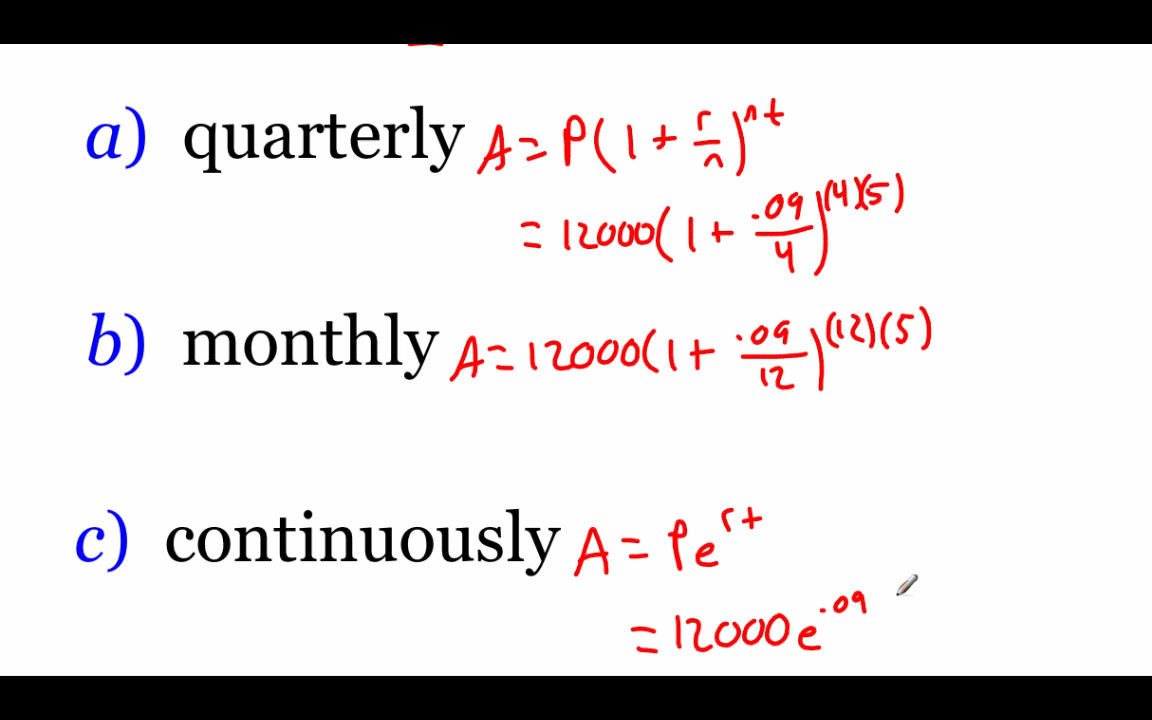 a) quarterly A = P(1 + r/n)^nt
= 12000(1 + .09/4)^(4)(5)
b) monthly A = 12000(1 + .09/12)^(12)(5)
c) continuously A = Pe^rt
= 12000e^.09